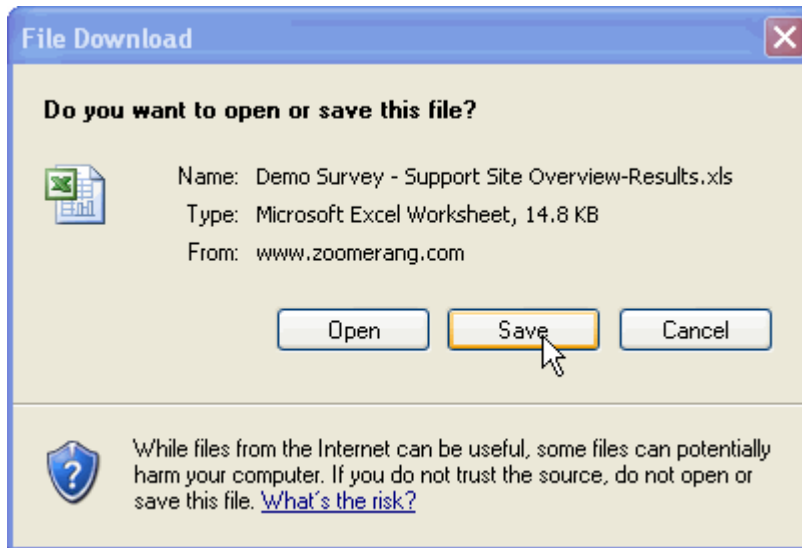 File Download
Do you want to open or save this file?
Name: Demo Survey - Support Site Overview-Results.xls
Type: Microsoft Excel Worksheet, 14.8 KB
From: www.zoomerang.com
Open Save Cancel
While files from the Internet can be useful, some files can potentially
harm your computer. If you do not trust the source, do not open or
save this file. What's the risk?